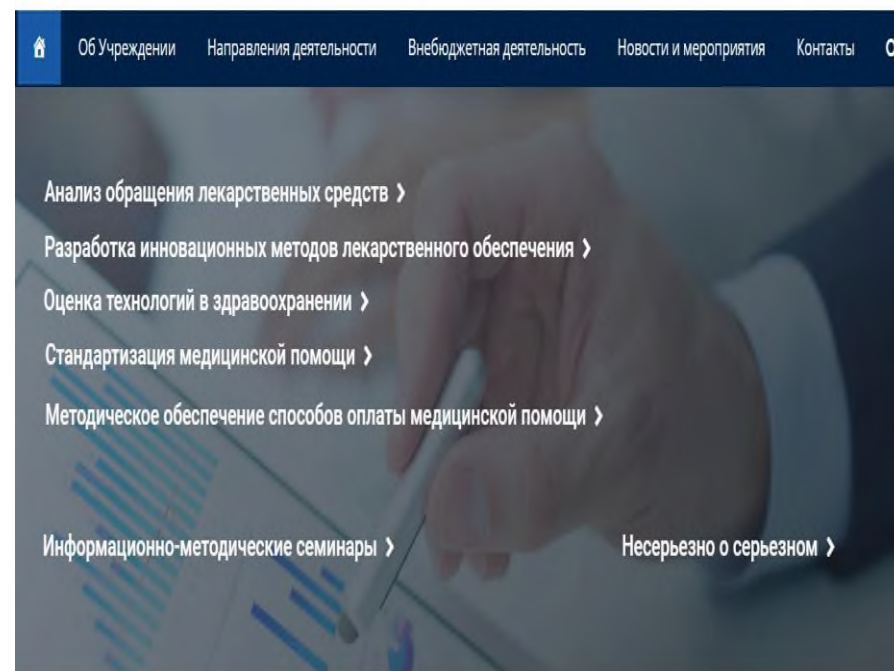 Об Учреждении Направления деятельности Внебюджетная деятельность Новости и мероприятия Контакты
Анализ обращения лекарственных средств
Разработка инновационных методов лекарственного обеспечения
Оценка технологий в здравоохранении
Стандартизация медицинской помощи
Методическое обеспечение способов оплаты медицинской помощи
Информационно-методические семинары Несерьезно о серьезном